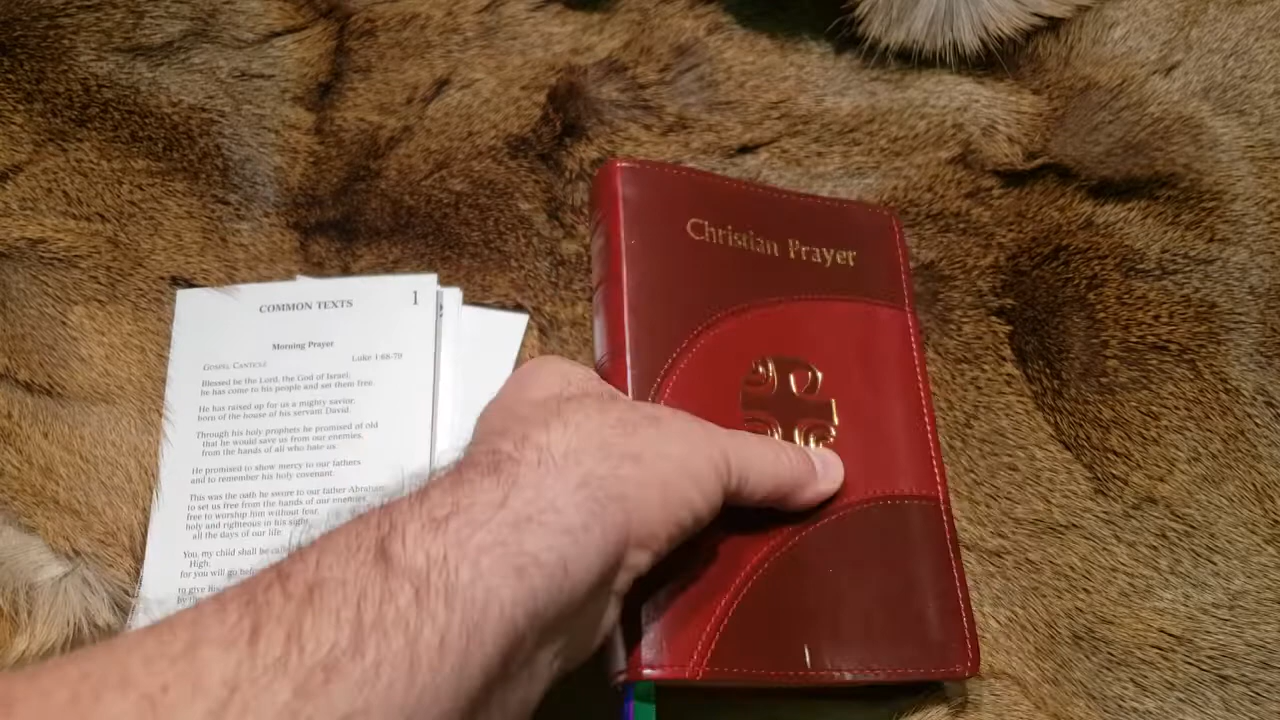 COMMON TEXTS 1
Morning Prayer
GOSPEL CANTICLE Luke 1:68-79
Blessed be the Lord, the God of Israel;
he has come to his people and set them free.
He has raised up for us a mighty savior,
born of the house of his servant David.
Through his holy prophets he promised of old
that he would save us from our enemies,
from the hands of all who hate us.
He promised to show mercy to our fathers
and to remember his holy covenant.
This was the oath he swore to our father Abraham:
to set us free from the hands of our enemies,
free to worship him without fear,
holy and righteous in his sight
all the days of our life.
You, my child shall be
High,
for you will go before
to give his
Christian Prayer